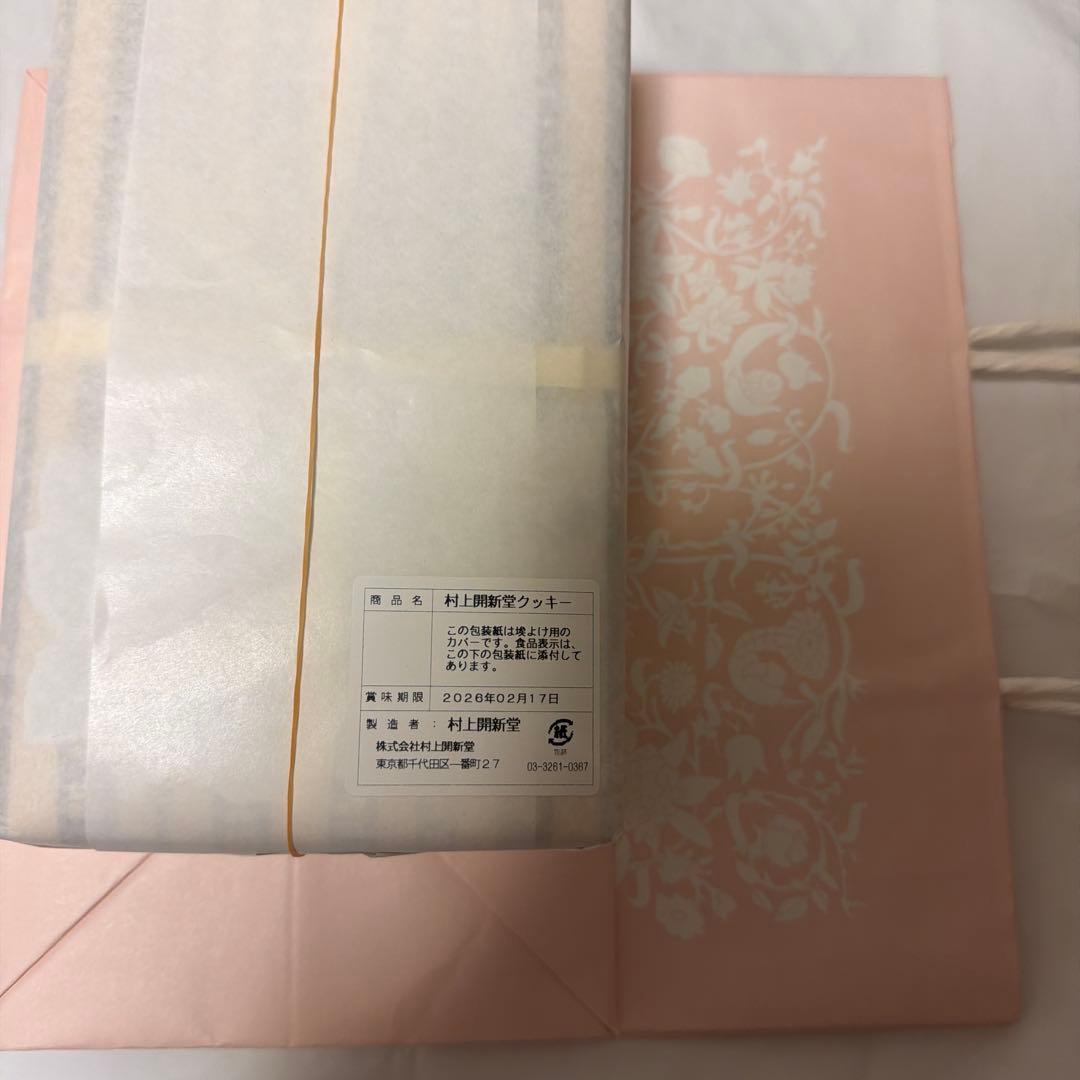 商品名 村上開新堂クッキー
この包装紙は埃よけ用の
カバーです。食品表示は、
この下の包装紙に添付して
あります。
賞味期限 2026年02月17日
製造者: 村上開新堂
紙
包装
株式会社村上開新堂
東京都千代田区一番町27 03-3261-0367